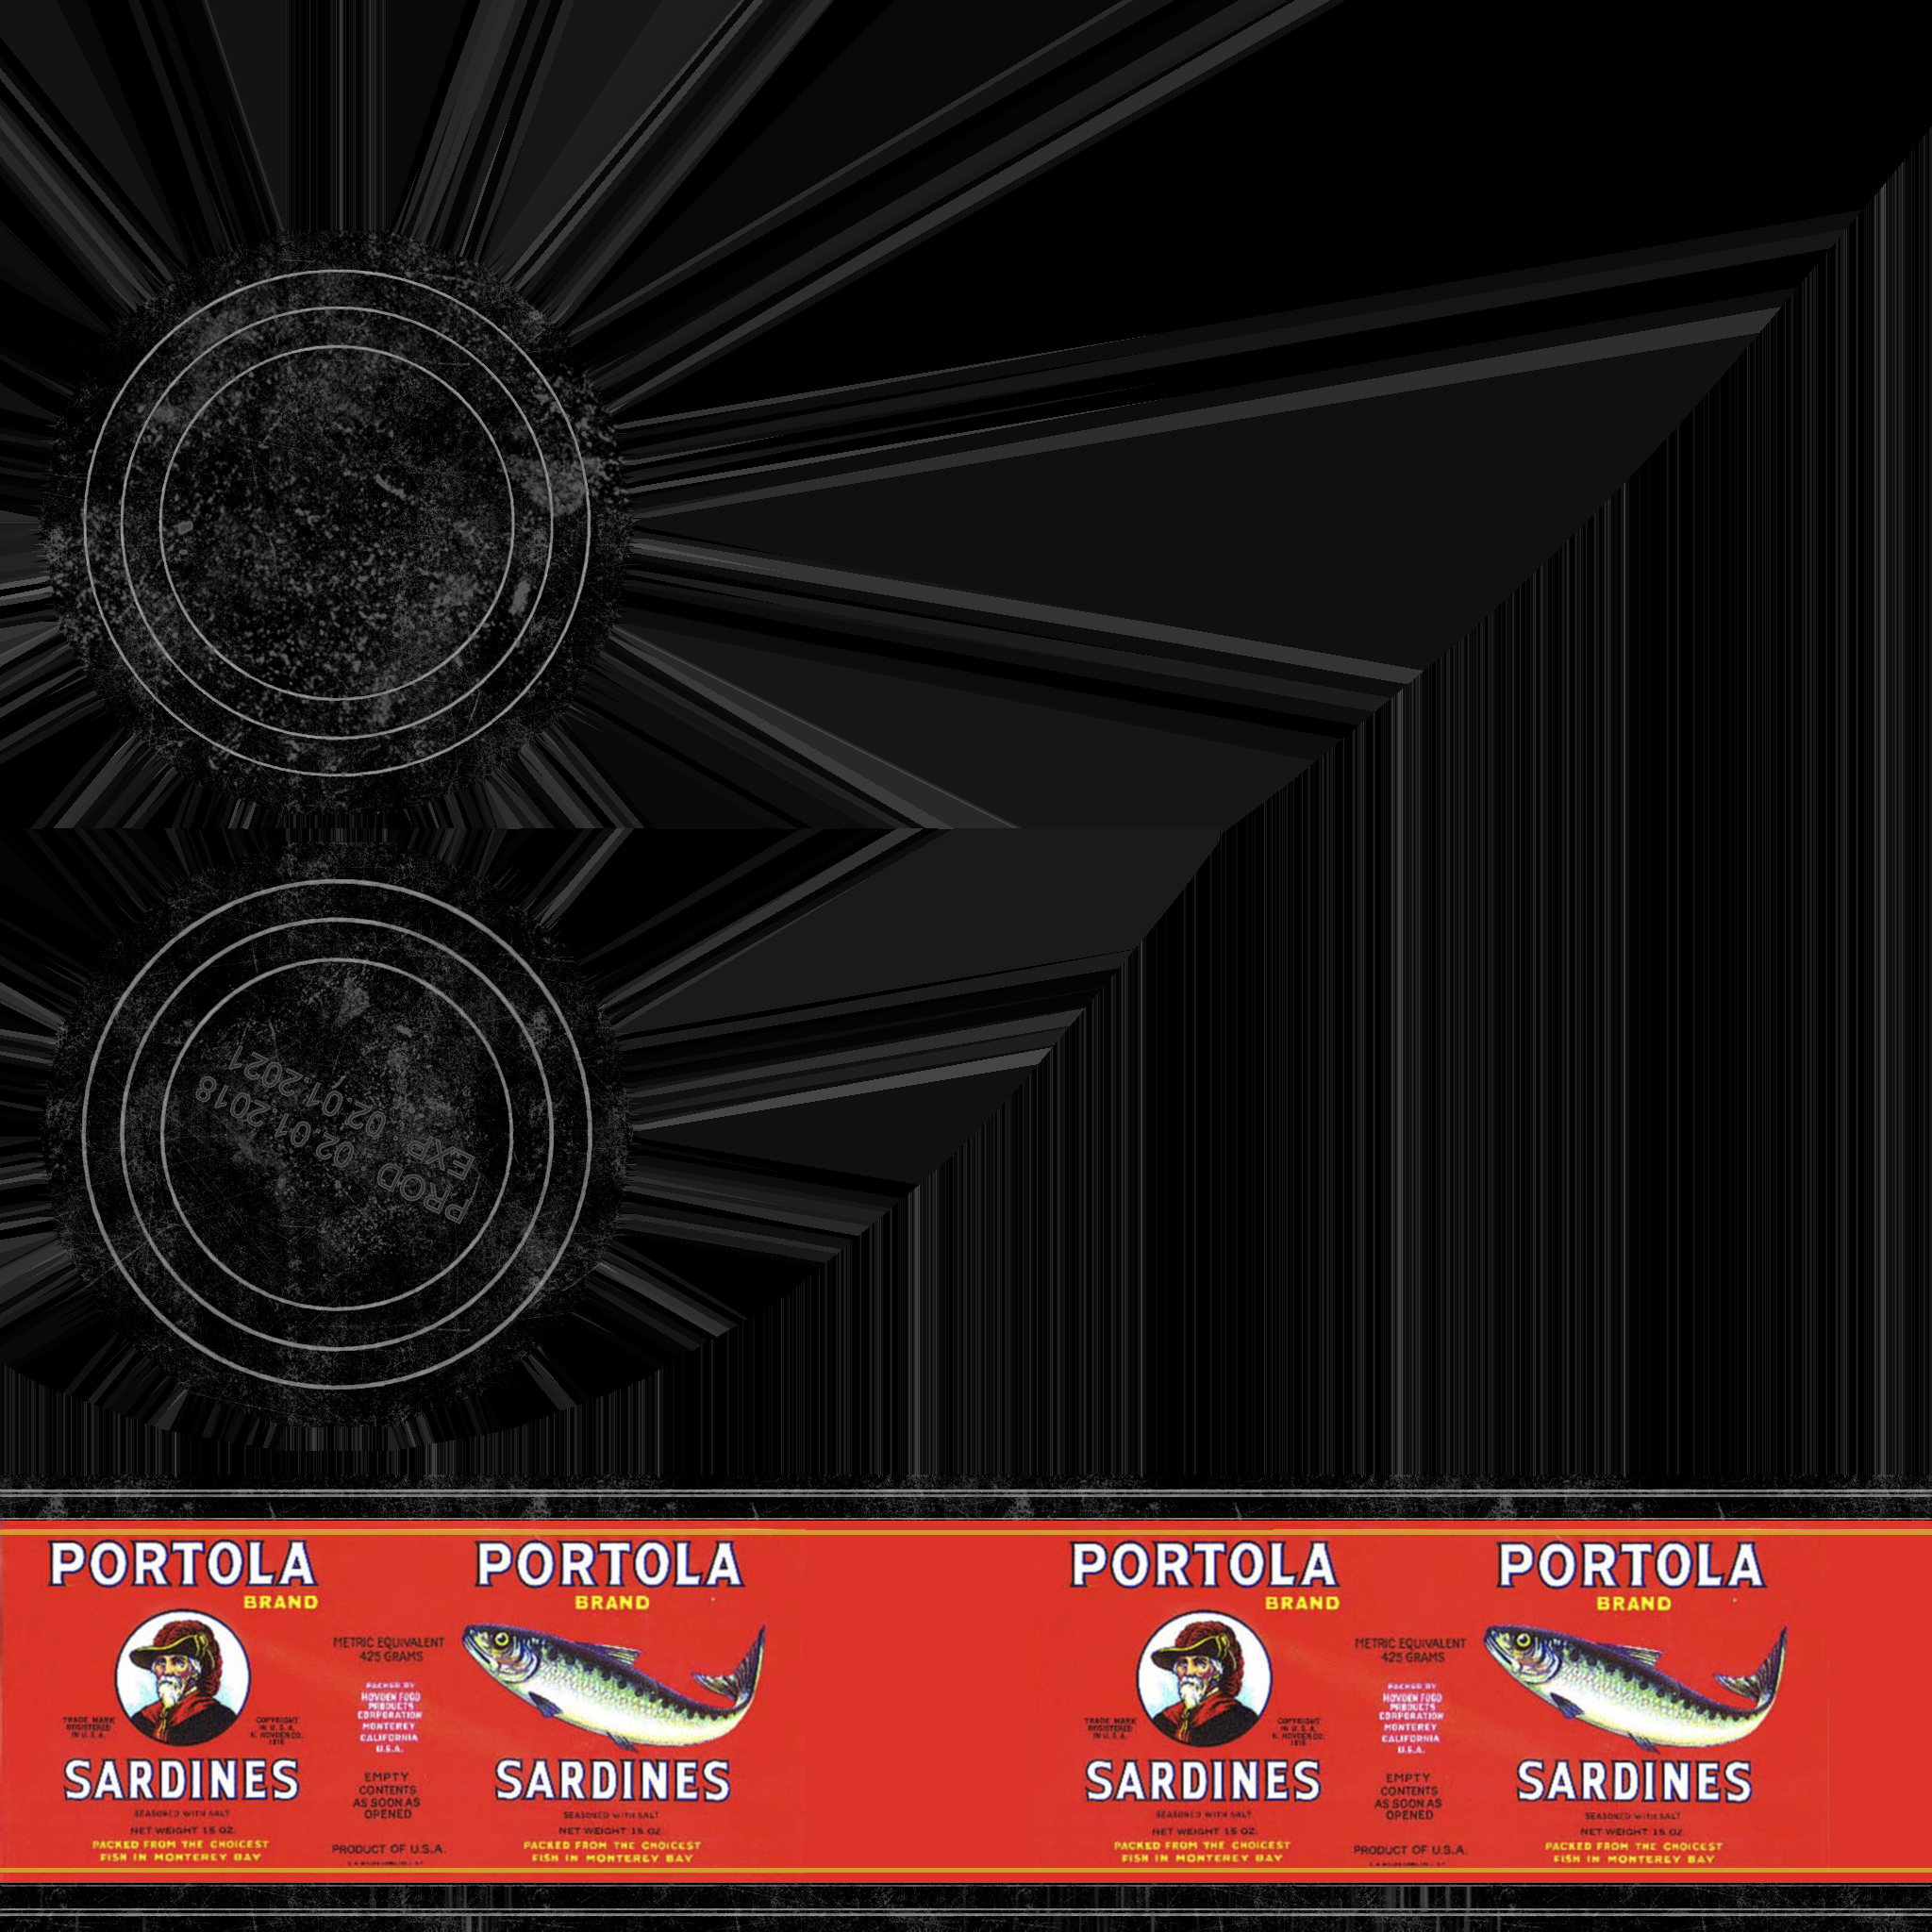 PROD 02.01.2018
EXP. 02.01.2021
PORTOLA
BRAND
TRADE MARK
REGISTERED
IN U.S.A.
COPYRIGHT
IN U.S.A.
K. HOVDEN CO.
SARDINES
SEASONED WITH SALT
NET WEIGHT 15 OZ.
PACKED FROM THE CHOICEST
FISH IN MONTEREY BAY
METRIC EQUIVALENT
425 GRAMS
PACKED BY
HOVDEN FOOD
PRODUCTS
CORPORATION
MONTEREY
CALIFORNIA
U.S.A.
EMPTY
CONTENTS
AS SOON AS
OPENED
PRODUCT OF U.S.A.
PORTOLA
BRAND
SARDINES
SEASONED WITH SALT
NET WEIGHT 15 OZ.
PACKED FROM THE CHOICEST
FISH IN MONTEREY BAY
PORTOLA
BRAND
TRADE MARK
REGISTERED
IN U.S.A.
COPYRIGHT
IN U.S.A.
K. HOVDEN CO.
SARDINES
SEASONED WITH SALT
NET WEIGHT 15 OZ.
PACKED FROM THE CHOICEST
FISH IN MONTEREY BAY
METRIC EQUIVALENT
425 GRAMS
PACKED BY
HOVDEN FOOD
PRODUCTS
CORPORATION
MONTEREY
CALIFORNIA
U.S.A.
EMPTY
CONTENTS
AS SOON AS
OPENED
PRODUCT OF U.S.A.
PORTOLA
BRAND
SARDINES
SEASONED WITH SALT
NET WEIGHT 15 OZ.
PACKED FROM THE CHOICEST
FISH IN MONTEREY BAY